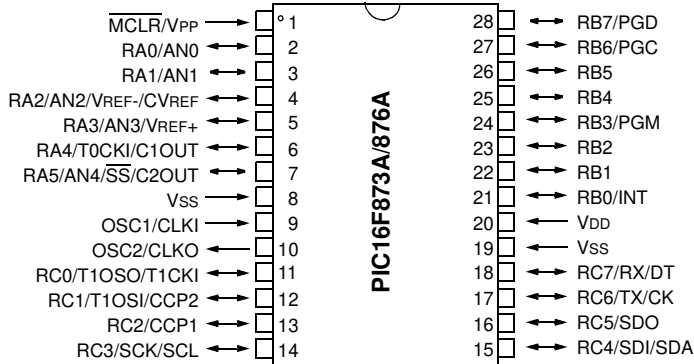 MCLR/VPP 1 28 RB7/PGD
RA0/AN0 2 27 RB6/PGC
RA1/AN1 3 26 RB5
RA2/AN2/VREF-/CVREF 4 25 RB4
RA3/AN3/VREF+ 5 24 RB3/PGM
RA4/T0CKI/C1OUT 6 23 RB2
RA5/AN4/SS/C2OUT 7 22 RB1
VSS 8 21 RB0/INT
OSC1/CLKI 9 20 VDD
OSC2/CLKO 10 19 VSS
RC0/T1OSO/T1CKI 11 18 RC7/RX/DT
RC1/T1OSI/CCP2 12 17 RC6/TX/CK
RC2/CCP1 13 16 RC5/SDO
RC3/SCK/SCL 14 15 RC4/SDI/SDA
PIC16F873A/876A